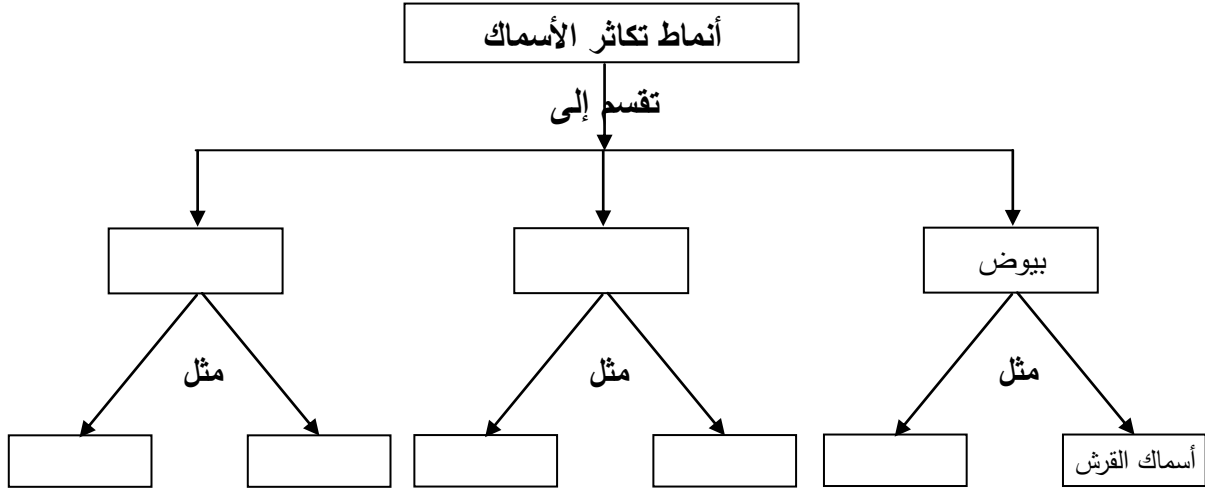 أنماط تكاثر الأسماك
تقسم إلى
بيوض
مثل
مثل
مثل
أسماك القرش